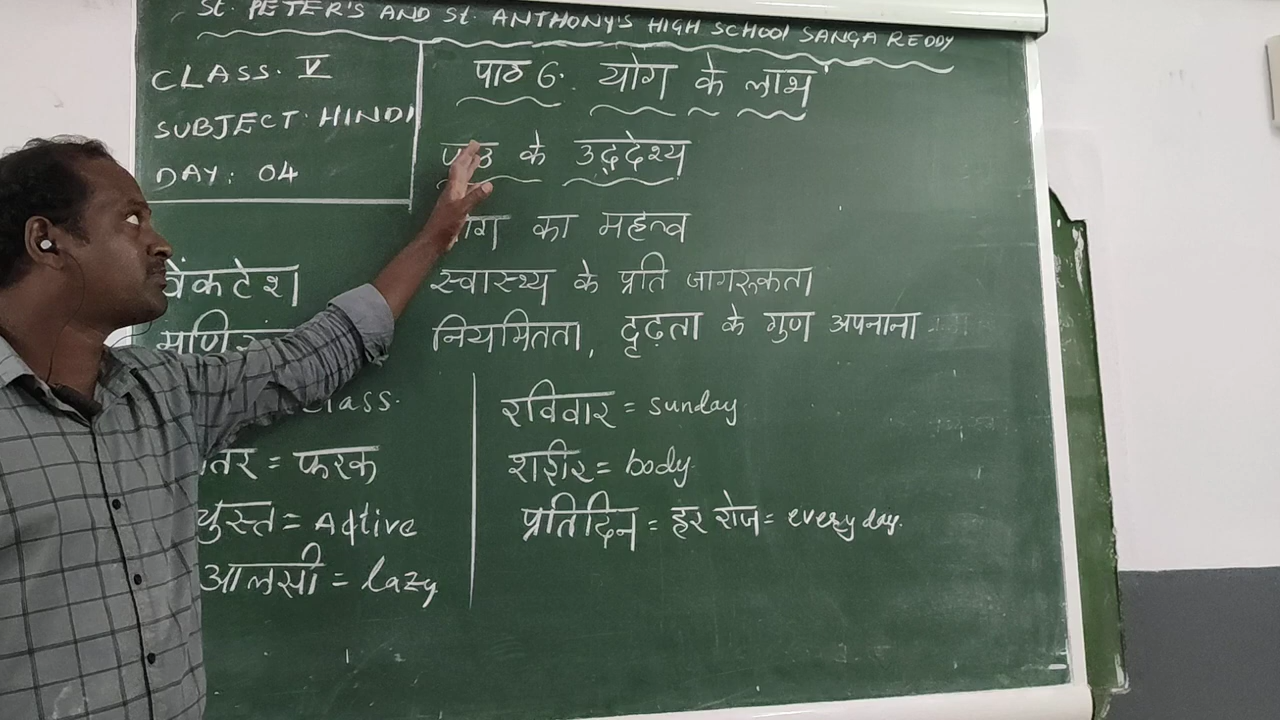 St. PETER'S AND St. ANTHONY'S HIGH SCHOOL SANGA REDDY
CLASS. V
SUBJECT: HINDI
DAY: 04
पाठ 6. योग के लाभ
के उद्देश्य
का महत्व
वेंकटेश
स्वास्थ्य के प्रति जागरूकता
नियमितता, दृढ़ता के गुण अपनाना
class.
= फरक
चुस्त = Active
आलसी = lazy
रविवार = sunday
शरीर = body
प्रतिदिन = हर रोज = every day.